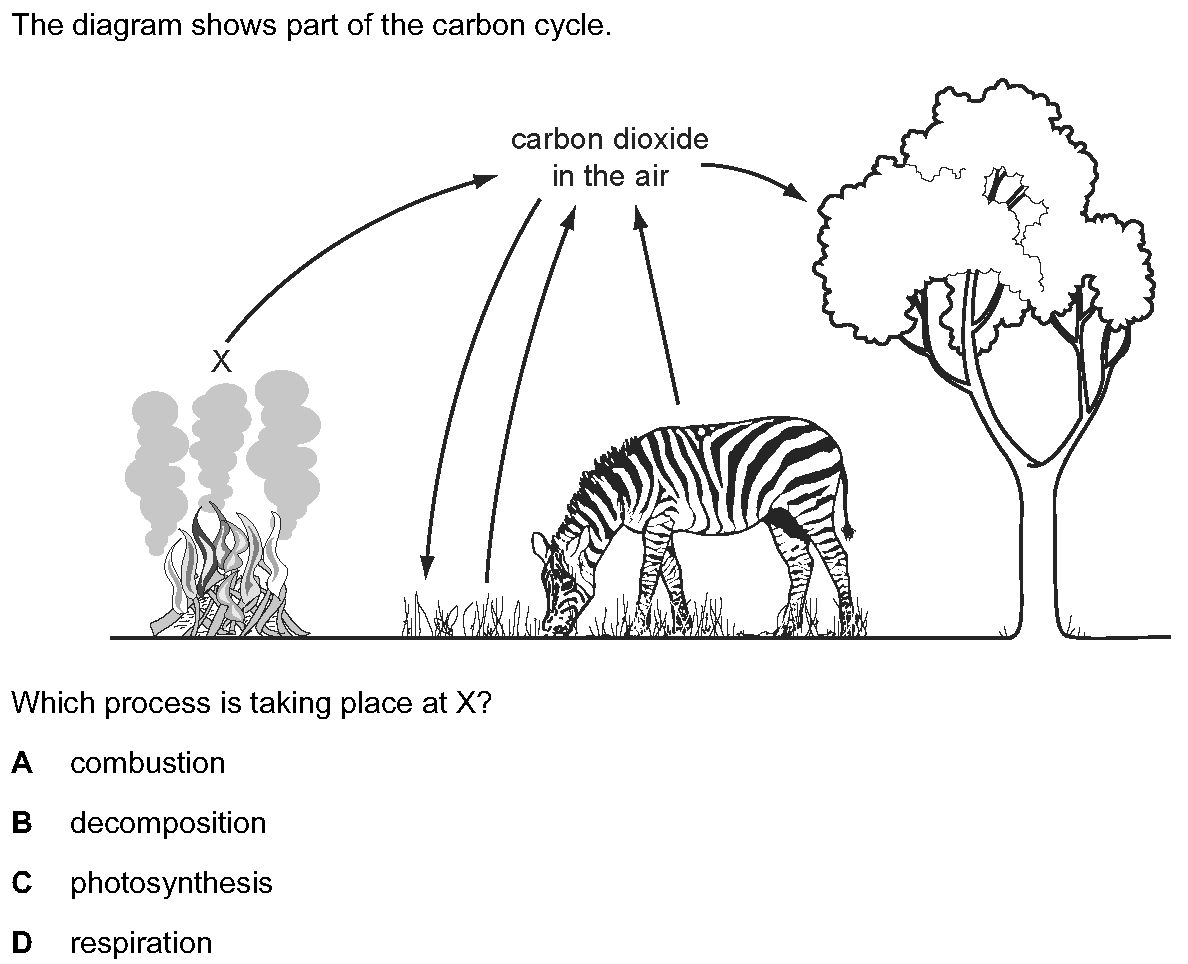 The diagram shows part of the carbon cycle.
carbon dioxide
in the air
X
Which process is taking place at X?
A combustion
B decomposition
C photosynthesis
D respiration